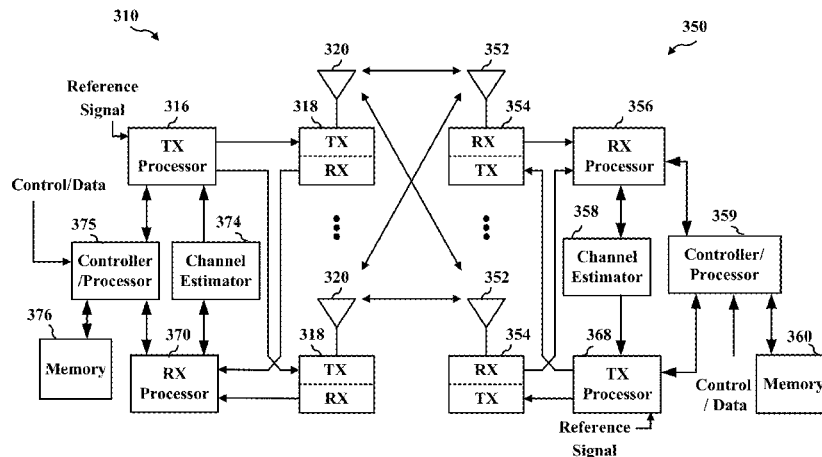 310
350
320
352
Reference
Signal
316
318
354
356
TX
Processor
TX
RX
RX
TX
RX
Processor
Control/Data
375
374
358
359
Controller
/Processor
Channel
Estimator
Channel
Estimator
Controller/
Processor
320
352
376
370
318
354
368
360
Memory
RX
Processor
TX
RX
RX
TX
TX
Processor
Control
/ Data
Memory
Reference
Signal